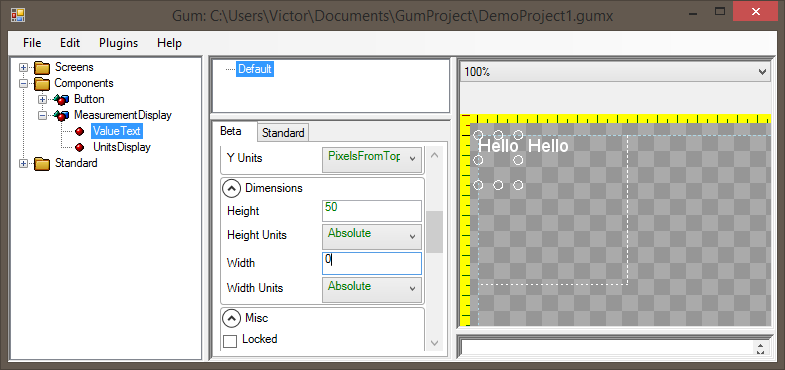 Gum: C:\Users\Victor\Documents\GumProject\DemoProject1.gumx
File Edit Plugins Help
Screens
Components
Button
MeasurementDisplay
ValueText
UnitsDisplay
Standard
Default
Beta Standard
Y Units PixelsFromTop
Dimensions
Height 50
Height Units Absolute
Width 0
Width Units Absolute
Misc
Locked
100%
Hello Hello